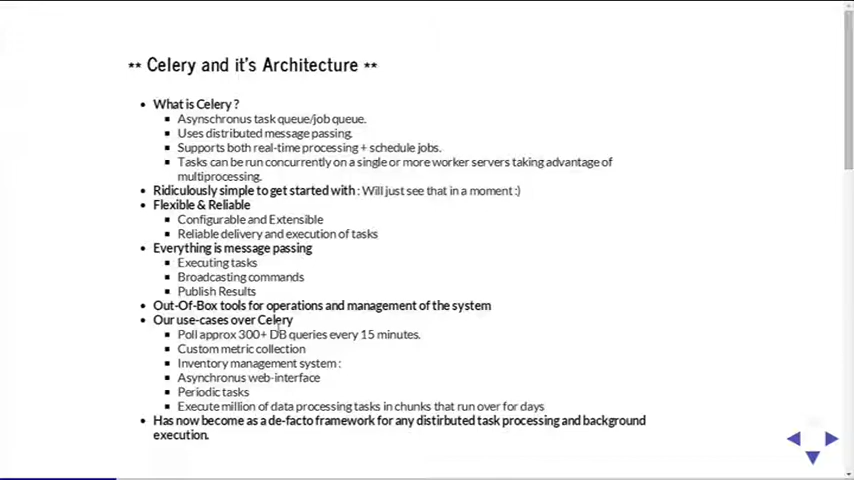 ** Celery and it's Architecture **
What is Celery ?
Asynschronus task queue/job queue.
Uses distributed message passing.
Supports both real-time processing + schedule jobs.
Tasks can be run concurrently on a single or more worker servers taking advantage of
multiprocessing.
Ridiculously simple to get started with : Will just see that in a moment :)
Flexible & Reliable
Configurable and Extensible
Reliable delivery and execution of tasks
Everything is message passing
Executing tasks
Broadcasting commands
Publish Results
Out-Of-Box tools for operations and management of the system
Our use-cases over Celery
Poll approx 300+ DB queries every 15 minutes.
Custom metric collection
Inventory management system :
Asynchronus web-interface
Periodic tasks
Execute million of data processing tasks in chunks that run over for days
Has now become as a de-facto framework for any distirbuted task processing and background
execution.